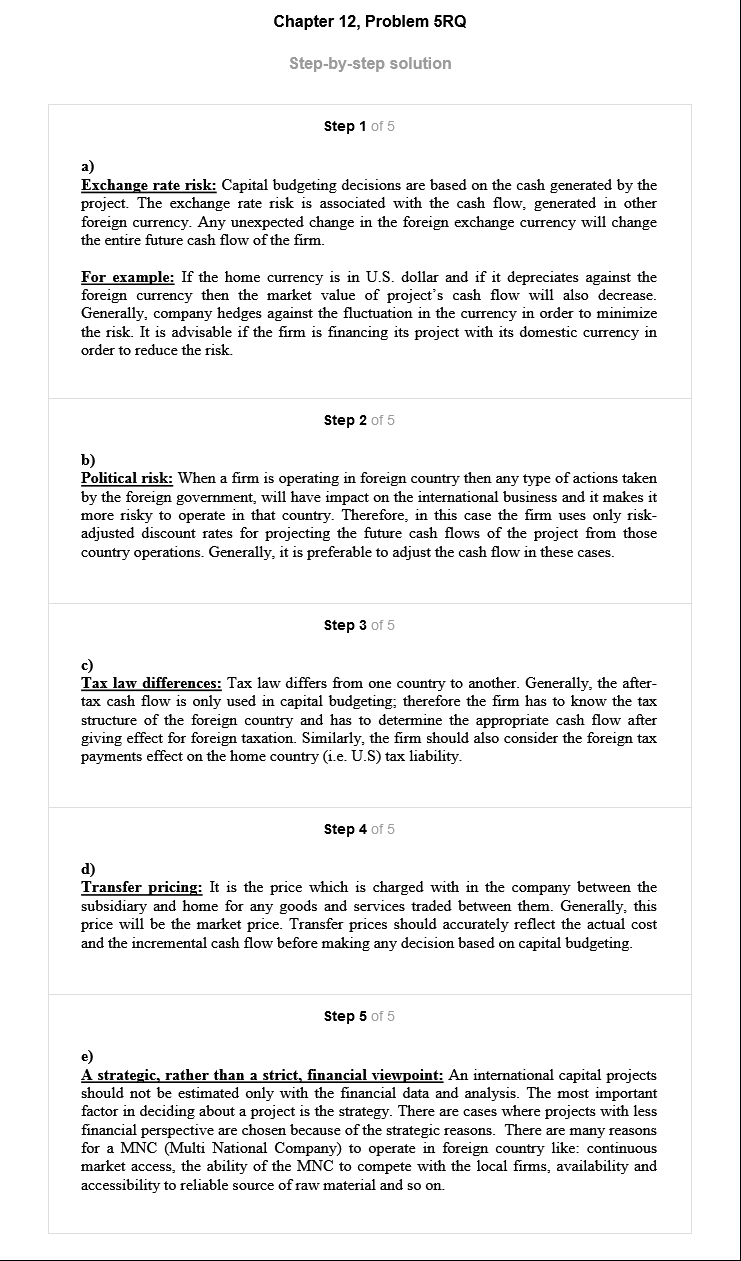 Chapter 12, Problem 5RQ
Step-by-step solution
Step 1 of 5
a)
Exchange rate risk: Capital budgeting decisions are based on the cash generated by the
project. The exchange rate risk is associated with the cash flow, generated in other
foreign currency. Any unexpected change in the foreign exchange currency will change
the entire future cash flow of the firm.
For example: If the home currency is in U.S. dollar and if it depreciates against the
foreign currency then the market value of project's cash flow will also decrease.
Generally, company hedges against the fluctuation in the currency in order to minimize
the risk. It is advisable if the firm is financing its project with its domestic currency in
order to reduce the risk.
Step 2 of 5
b)
Political risk: When a firm is operating in foreign country then any type of actions taken
by the foreign government, will have impact on the international business and it makes it
more risky to operate in that country. Therefore, in this case the firm uses only risk-
adjusted discount rates for projecting the future cash flows of the project from those
country operations. Generally, it is preferable to adjust the cash flow in these cases.
Step 3 of 5
c)
Tax law differences: Tax law differs from one country to another. Generally, the after-
tax cash flow is only used in capital budgeting; therefore the firm has to know the tax
structure of the foreign country and has to determine the appropriate cash flow after
giving effect for foreign taxation. Similarly, the firm should also consider the foreign tax
payments effect on the home country (i.e. U.S) tax liability.
Step 4 of 5
d)
Transfer pricing: It is the price which is charged with in the company between the
subsidiary and home for any goods and services traded between them. Generally, this
price will be the market price. Transfer prices should accurately reflect the actual cost
and the incremental cash flow before making any decision based on capital budgeting.
Step 5 of 5
e)
A strategic, rather than a strict, financial viewpoint: An international capital projects
should not be estimated only with the financial data and analysis. The most important
factor in deciding about a project is the strategy. There are cases where projects with less
financial perspective are chosen because of the strategic reasons. There are many reasons
for a MNC (Multi National Company) to operate in foreign country like: continuous
market access, the ability of the MNC to compete with the local firms, availability and
accessibility to reliable source of raw material and so on.